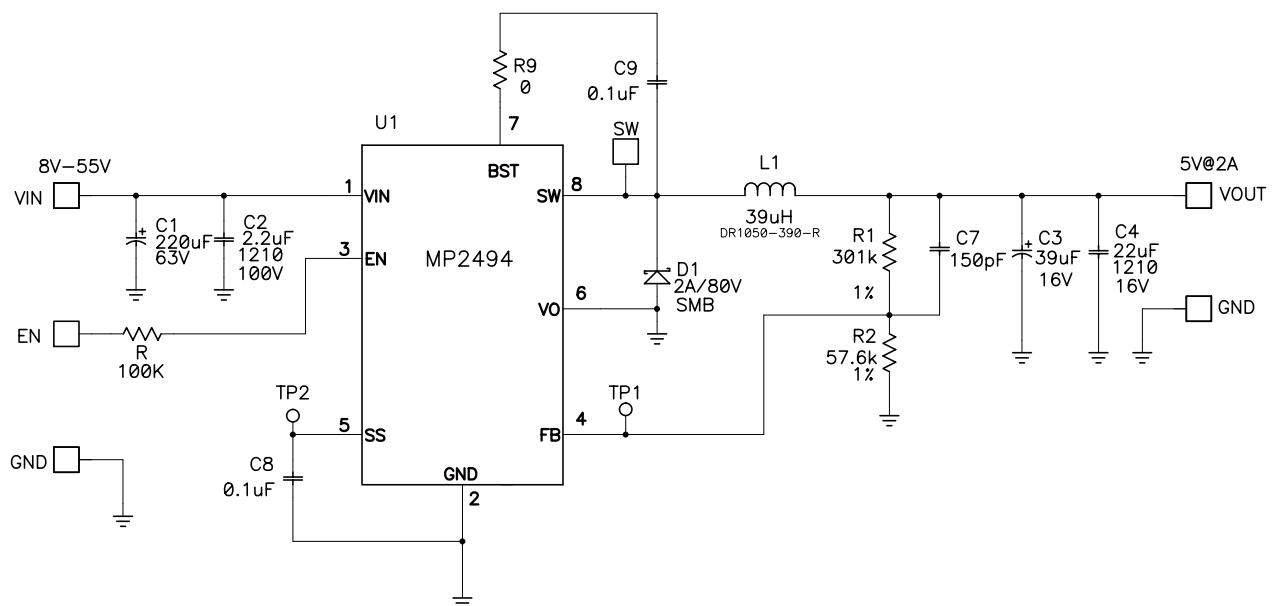 R9
0
C9
0.1uF
U1
7
SW
8V-55V
VIN
1
VIN
BST
SW
8
L1
39uH
DR1050-390-R
5V@2A
VOUT
C1
220uF
63V
C2
2.2uF
1210
100V
3
EN
MP2494
R1
301k
1%
C7
150pF
C3
39uF
16V
C4
22uF
1210
16V
D1
2A/80V
SMB
VO
6
GND
EN
R
100K
R2
57.6k
1%
TP2
TP1
5
SS
FB
4
GND
C8
0.1uF
GND
2